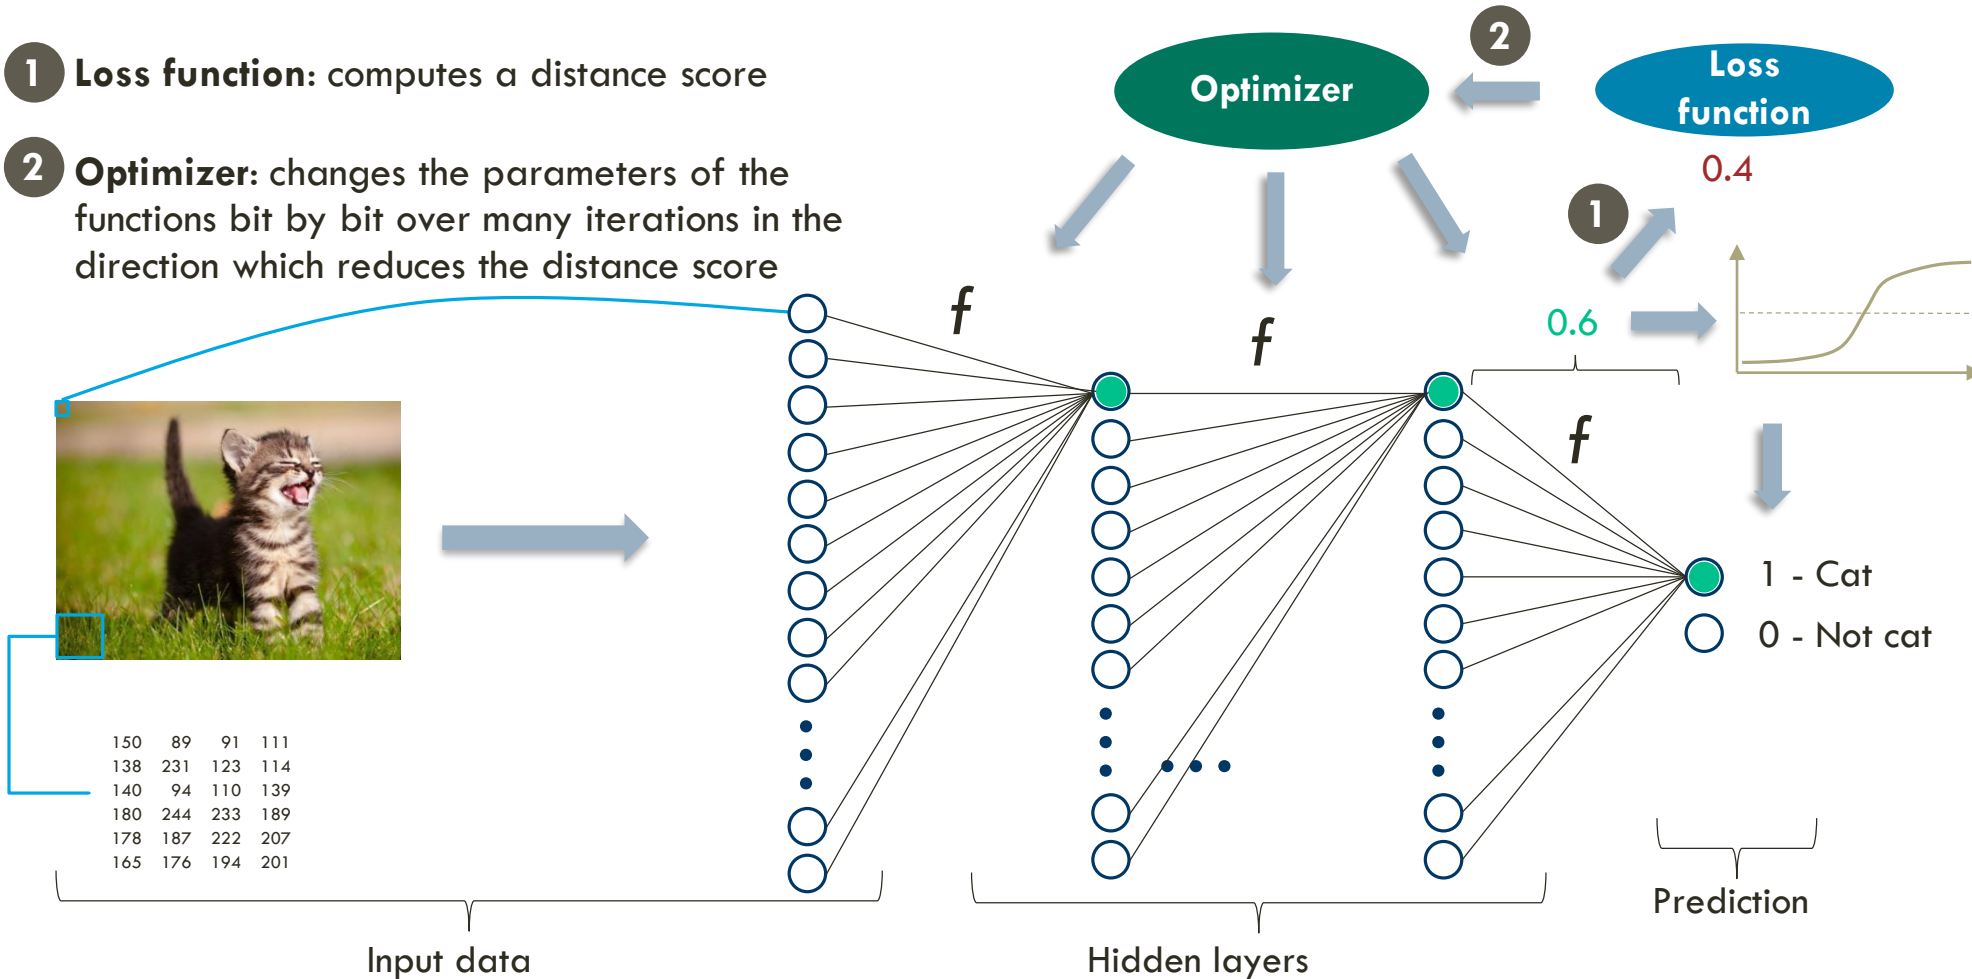 1 Loss function: computes a distance score
2 Optimizer: changes the parameters of the
functions bit by bit over many iterations in the
direction which reduces the distance score
Optimizer
2
Loss
function
0.4
1
0.6
f
f
f
1 - Cat
0 - Not cat
150 89 91 111
138 231 123 114
140 94 110 139
180 244 233 189
178 187 222 207
165 176 194 201
Input data
Hidden layers
Prediction